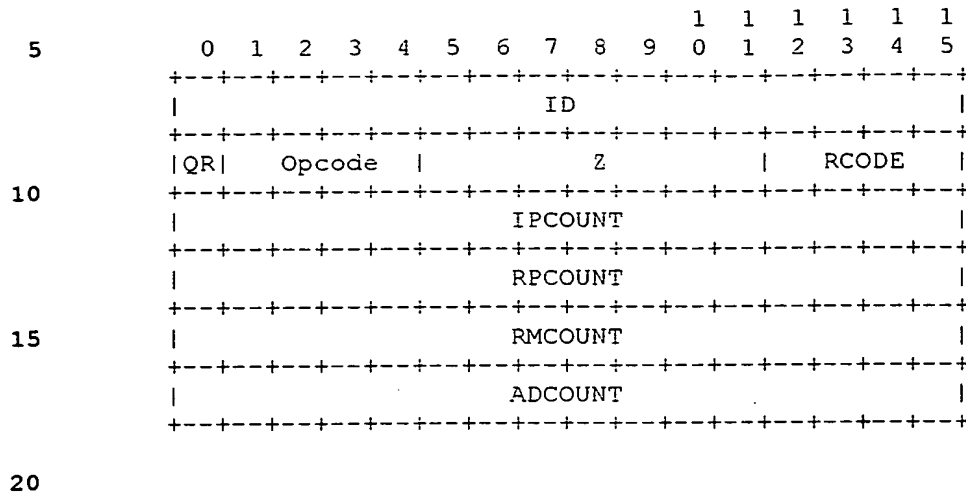 1  1  1  1  1  1
5           0  1  2  3  4  5  6  7  8  9  0  1  2  3  4  5
          +--+--+--+--+--+--+--+--+--+--+--+--+--+--+--+--+
          |                      ID                       |
          +--+--+--+--+--+--+--+--+--+--+--+--+--+--+--+--+
          |QR|   Opcode  |          Z         |   RCODE   |
10        +--+--+--+--+--+--+--+--+--+--+--+--+--+--+--+--+
          |                    IPCOUNT                    |
          +--+--+--+--+--+--+--+--+--+--+--+--+--+--+--+--+
          |                    RPCOUNT                    |
          +--+--+--+--+--+--+--+--+--+--+--+--+--+--+--+--+
15        |                    RMCOUNT                    |
          +--+--+--+--+--+--+--+--+--+--+--+--+--+--+--+--+
          |                    ADCOUNT                    |
          +--+--+--+--+--+--+--+--+--+--+--+--+--+--+--+--+
20